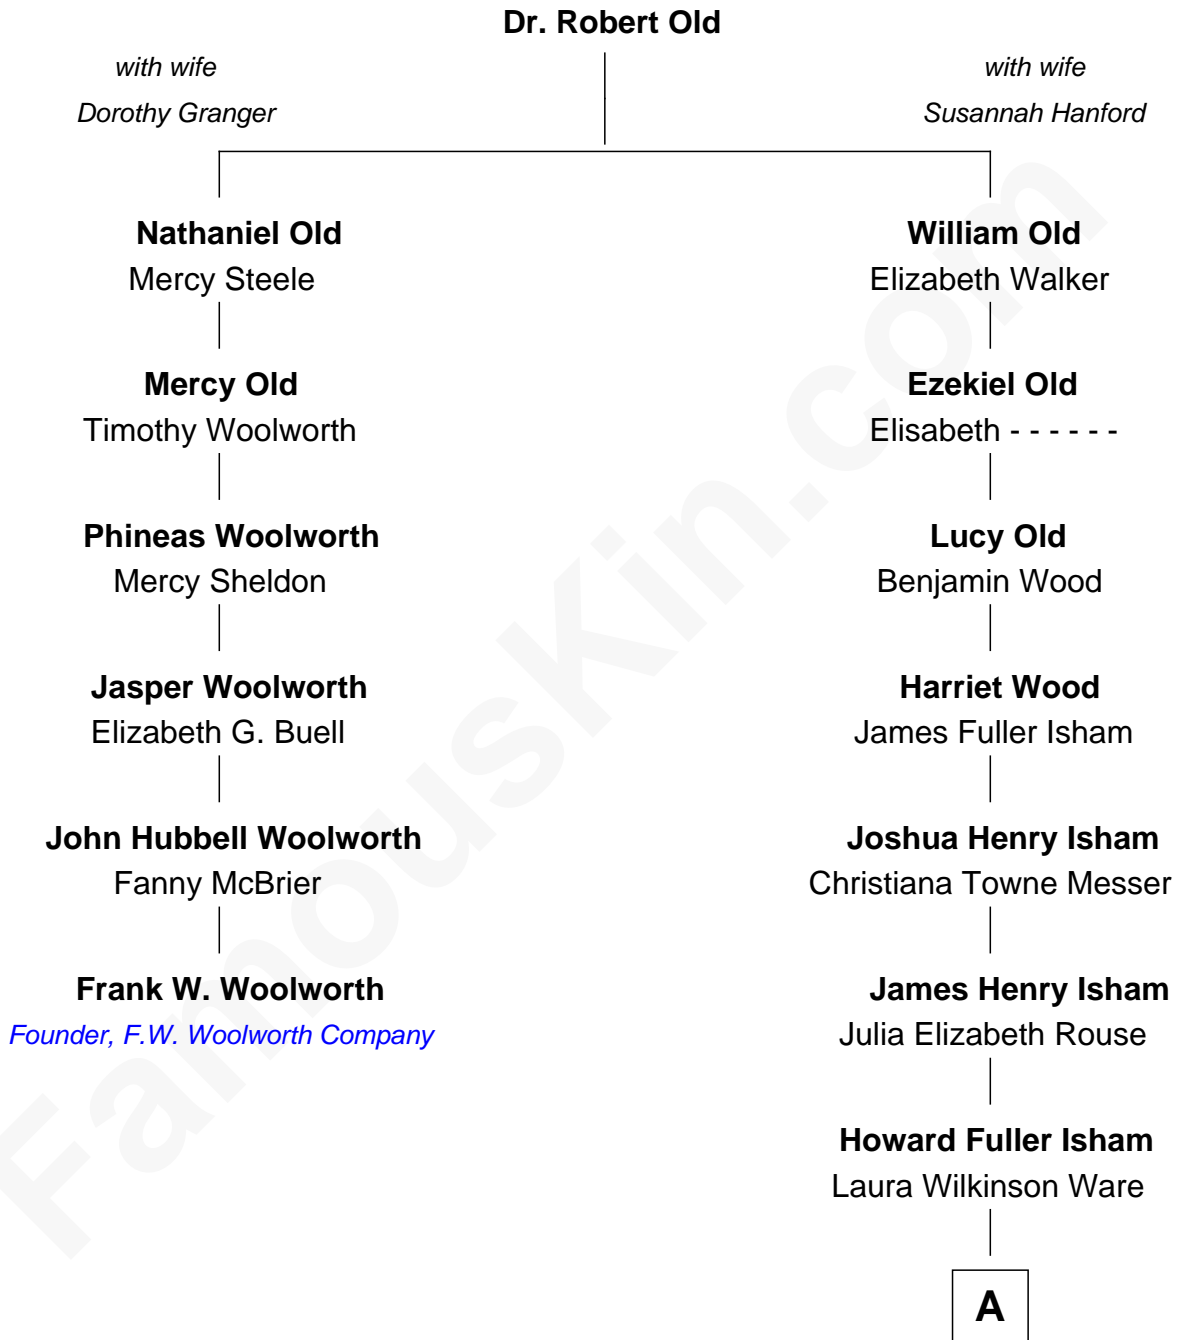 Dr. Robert Old
with wife
Dorothy Granger
with wife
Susannah Hanford
Nathaniel Old
Mercy Steele
William Old
Elizabeth Walker
Mercy Old
Timothy Woolworth
Ezekiel Old
Elisabeth - - - - - -
Phineas Woolworth
Mercy Sheldon
Lucy Old
Benjamin Wood
Jasper Woolworth
Elizabeth G. Buell
Harriet Wood
James Fuller Isham
John Hubbell Woolworth
Fanny McBrier
Joshua Henry Isham
Christiana Towne Messer
Frank W. Woolworth
Founder, F.W. Woolworth Company
James Henry Isham
Julia Elizabeth Rouse
Howard Fuller Isham
Laura Wilkinson Ware
A
FamousKin.com